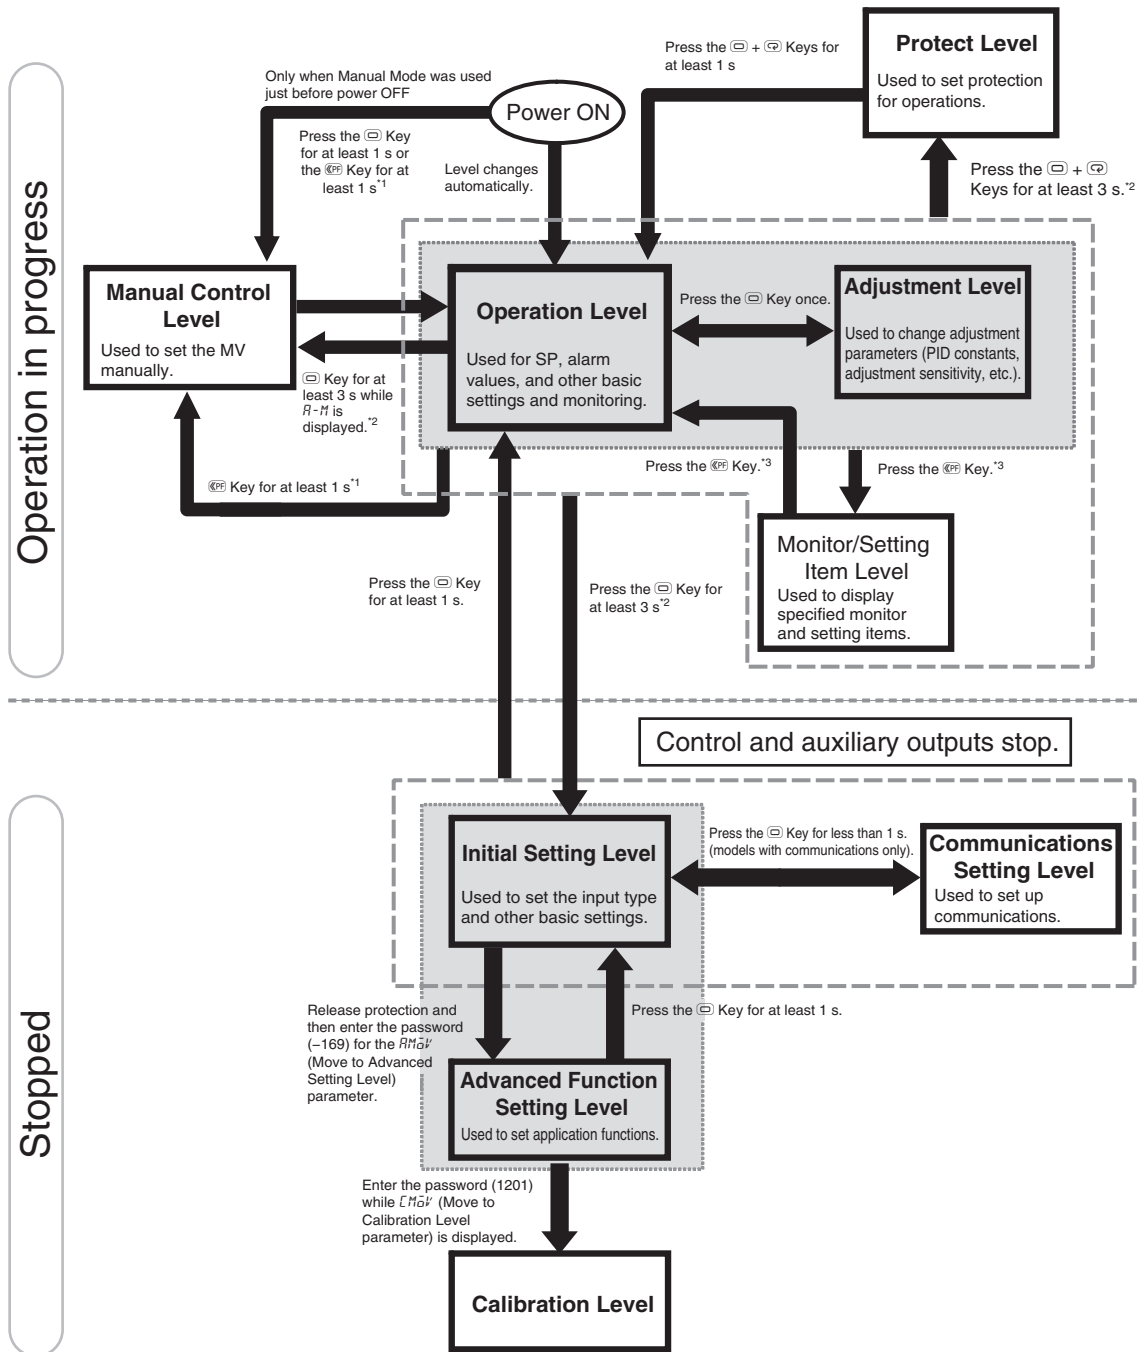 Operation in progress
Stopped
Only when Manual Mode was used
just before power OFF
Power ON
Press the Key
for at least 1 s or
the PF Key for at
least 1 s*1
Level changes
automatically.
Press the + Keys for
at least 1 s
Protect Level
Used to set protection
for operations.
Press the +
Keys for at least 3 s.*2
Manual Control
Level
Used to set the MV
manually.
Key for at
least 3 s while
A-M is
displayed.*2
PF Key for at least 1 s*1
Operation Level
Used for SP, alarm
values, and other basic
settings and monitoring.
Press the Key once.
Adjustment Level
Used to change adjustment
parameters (PID constants,
adjustment sensitivity, etc.).
Press the PF Key.*3
Press the PF Key.*3
Monitor/Setting
Item Level
Used to display
specified monitor
and setting items.
Press the Key
for at least 1 s.
Press the Key for
at least 3 s*2
Control and auxiliary outputs stop.
Initial Setting Level
Used to set the input type
and other basic settings.
Press the Key for less than 1 s.
(models with communications only).
Communications
Setting Level
Used to set up
communications.
Release protection and
then enter the password
(−169) for the AMoV
(Move to Advanced
Setting Level)
parameter.
Press the Key for at least 1 s.
Advanced Function
Setting Level
Used to set application functions.
Enter the password (1201)
while CMoV (Move to
Calibration Level
parameter) is displayed.
Calibration Level